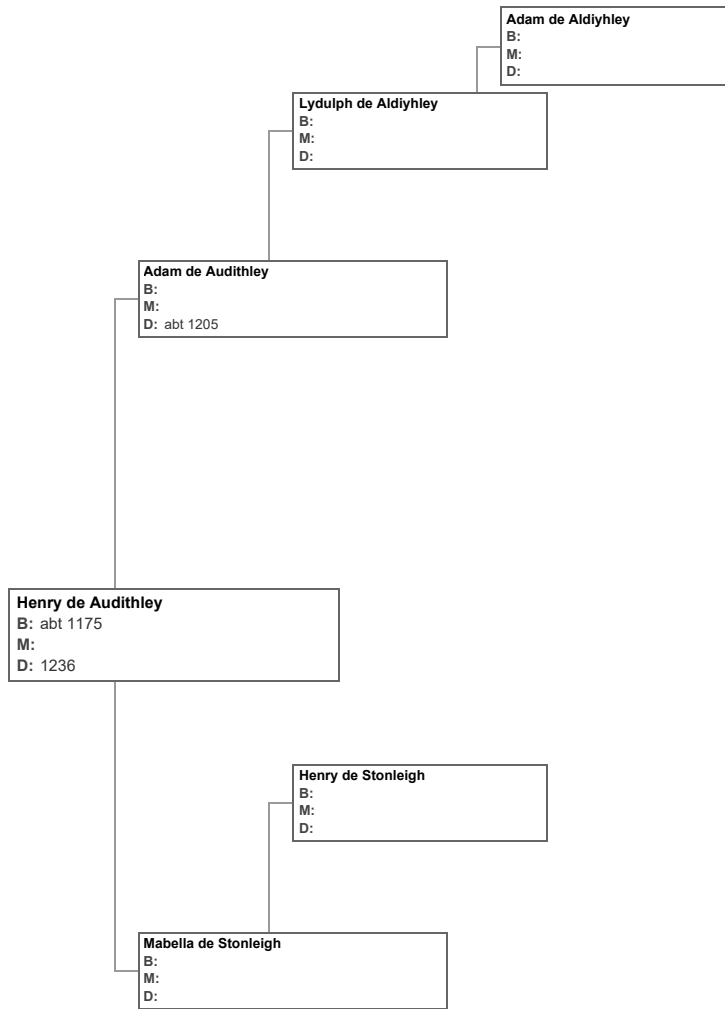 Adam de Aldiyhley
B:
M:
D:
Lydulph de Aldiyhley
B:
M:
D:
Adam de Audithley
B:
M:
D: abt 1205
Henry de Audithley
B: abt 1175
M:
D: 1236
Henry de Stonleigh
B:
M:
D:
Mabella de Stonleigh
B:
M:
D: